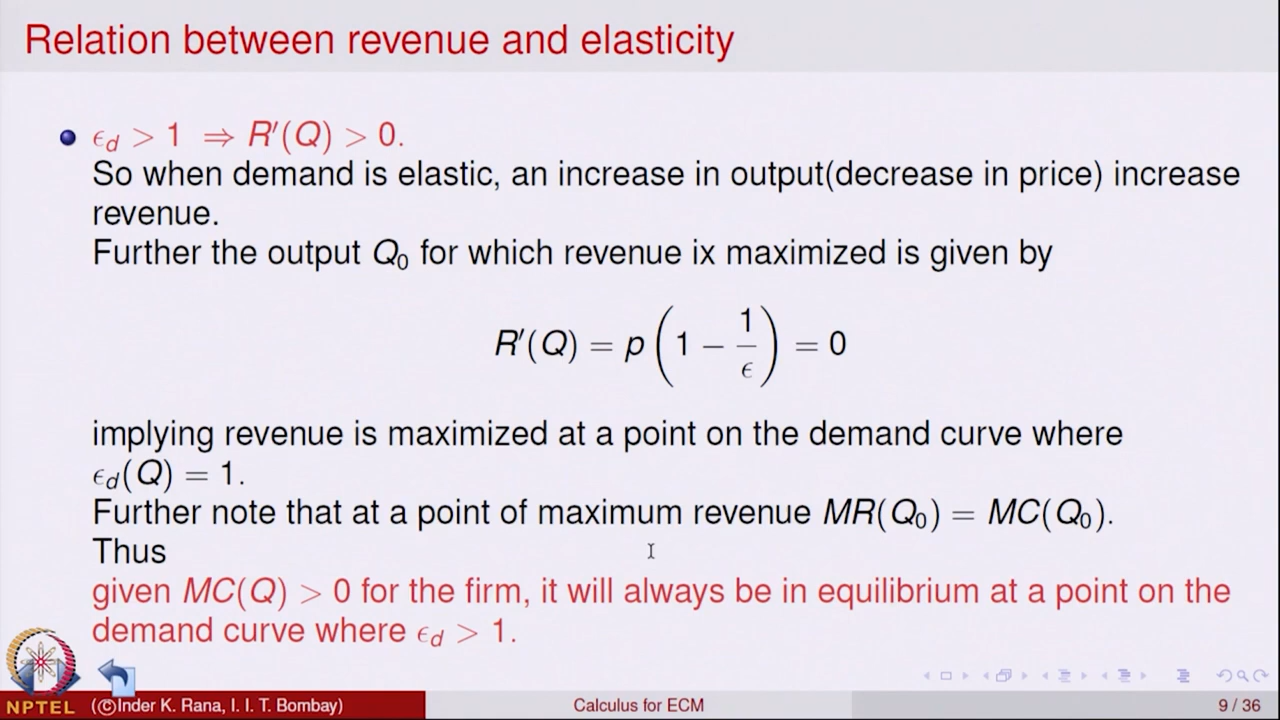 Relation between revenue and elasticity
ϵd > 1 ⇒ R′(Q) > 0.
So when demand is elastic, an increase in output(decrease in price) increase
revenue.
Further the output Q₀ for which revenue ix maximized is given by
R′(Q) = p(1 − 1/ϵ) = 0
implying revenue is maximized at a point on the demand curve where
ϵd(Q) = 1.
Further note that at a point of maximum revenue MR(Q₀) = MC(Q₀).
Thus
given MC(Q) > 0 for the firm, it will always be in equilibrium at a point on the
demand curve where ϵd > 1.
NPTEL
(©Inder K. Rana, I. I. T. Bombay)
Calculus for ECM
9 / 36